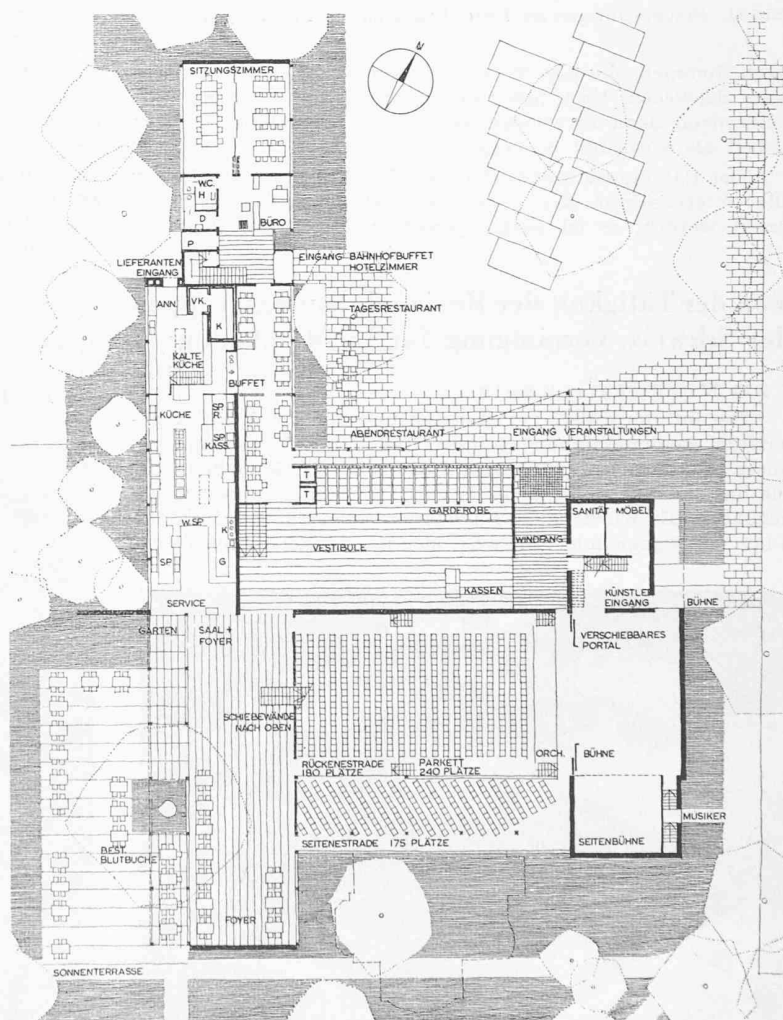 N
SITZUNGSZIMMER
WC
H
D
BÜRO
P
LIEFERANTEN
EINGANG
EINGANG BAHNHOFBUFFET
HOTELZIMMER
ANN.
VK.
K
TAGESRESTAURANT
KALTE
KÜCHE
BUFFET
KÜCHE
SP
R.
SP
KASS.
ABENDRESTAURANT
EINGANG VERANSTALTUNGEN
T
T
GARDEROBE
SANITÄT
MÖBEL
W.SP
K
VESTIBULE
WINDFANG
SP
G
KASSEN
KÜNSTLER
EINGANG
BÜHNE
SERVICE
GARTEN
SAAL +
FOYER
VERSCHIEBBARES
PORTAL
SCHIEBEWÄNDE
NACH OBEN
RÜCKENESTRADE
180 PLÄTZE
PARKETT
240 PLÄTZE
ORCH.
BÜHNE
MUSIKER
SEITENESTRADE 175 PLÄTZE
SEITENBÜHNE
BEST.
BLUTBUCHE
FOYER
SONNENTERRASSE